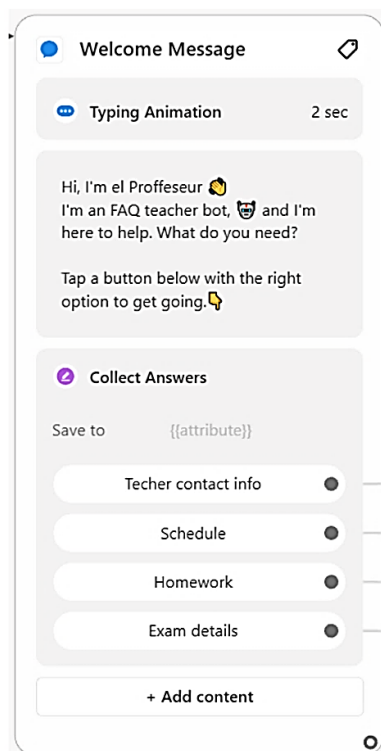 Welcome Message
Typing Animation 2 sec
Hi, I'm el Proffeseur 👏
I'm an FAQ teacher bot, 🤖 and I'm
here to help. What do you need?
Tap a button below with the right
option to get going.👇
Collect Answers
Save to {{attribute}}
Techer contact info
Schedule
Homework
Exam details
+ Add content